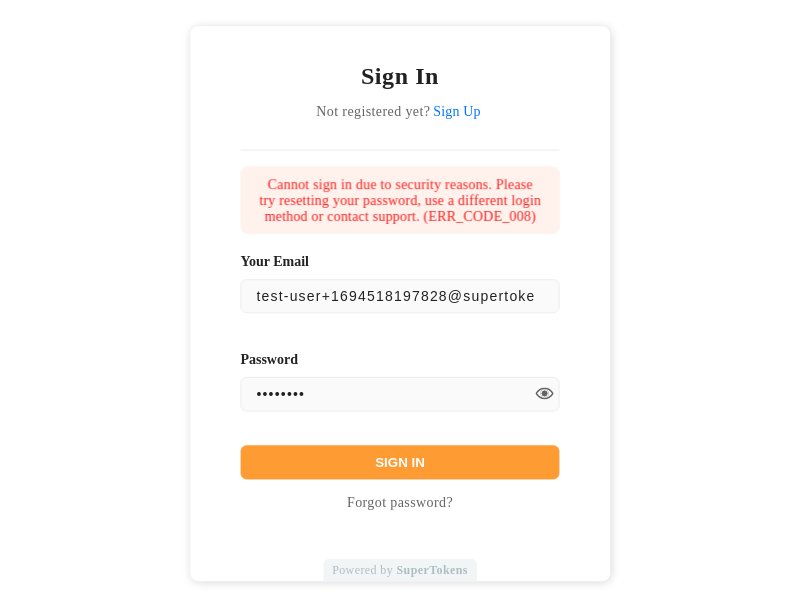 Sign In
Not registered yet? Sign Up
Cannot sign in due to security reasons. Please
try resetting your password, use a different login
method or contact support. (ERR_CODE_008)
Your Email
test-user+1694518197828@supertoke
Password
••••••••
SIGN IN
Forgot password?
Powered by SuperTokens